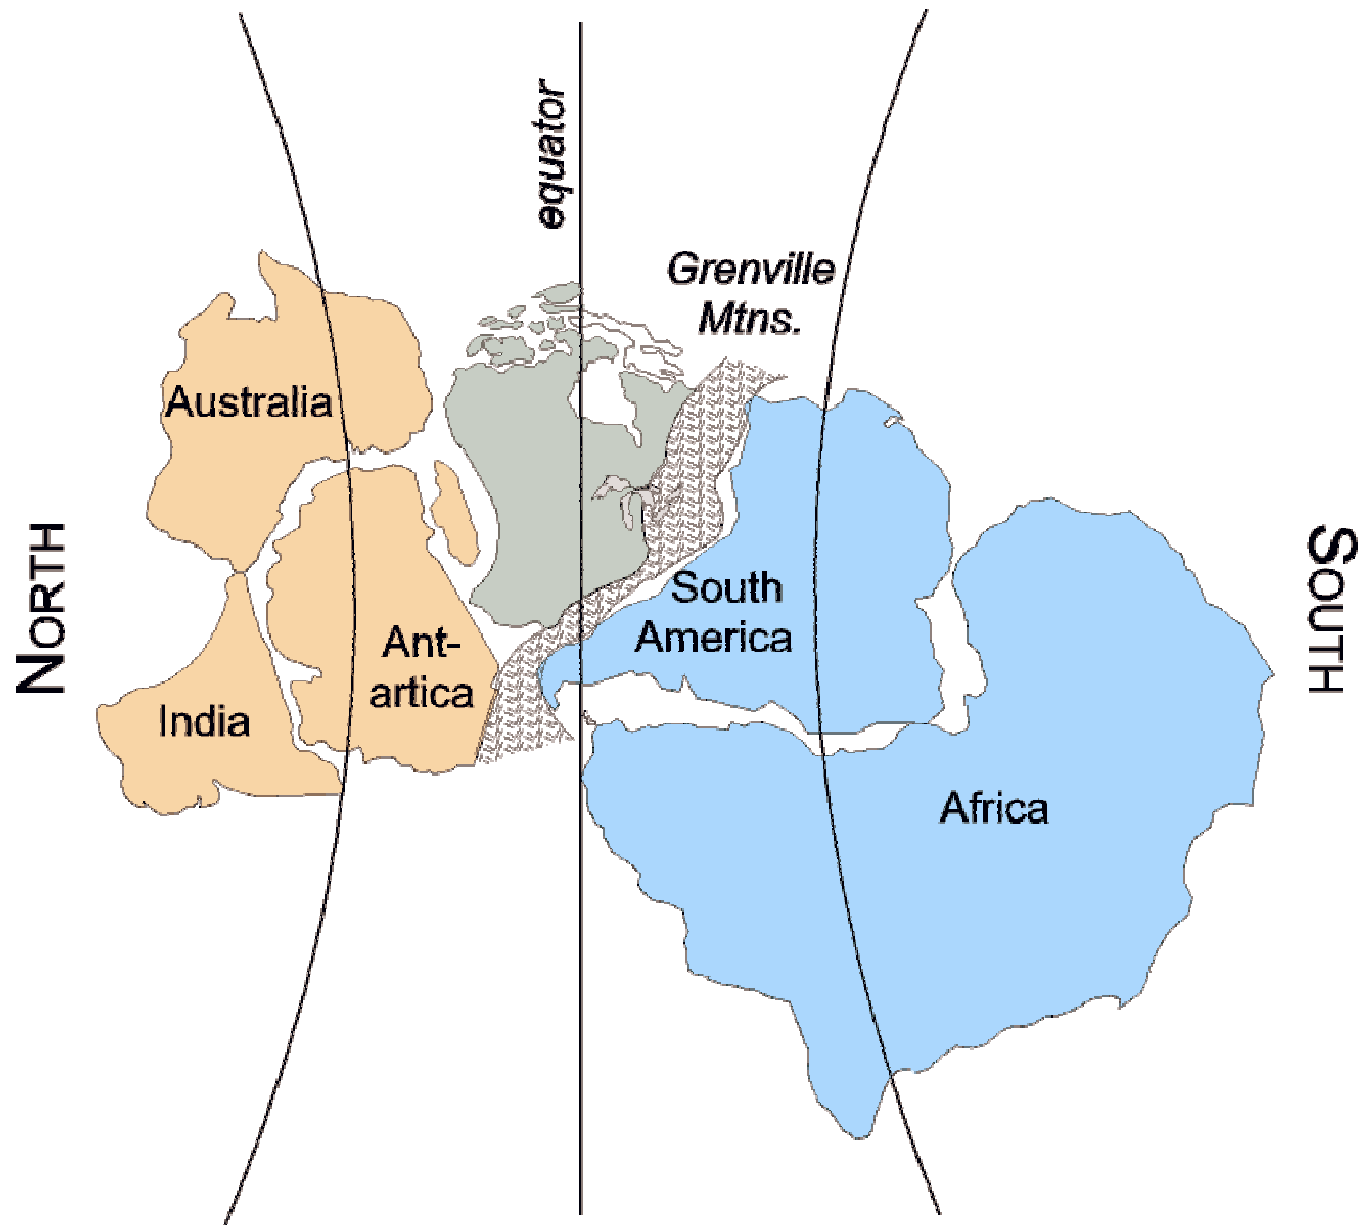 equator
Grenville
Mtns.
Australia
NORTH
SOUTH
South
America
Ant-
artica
India
Africa